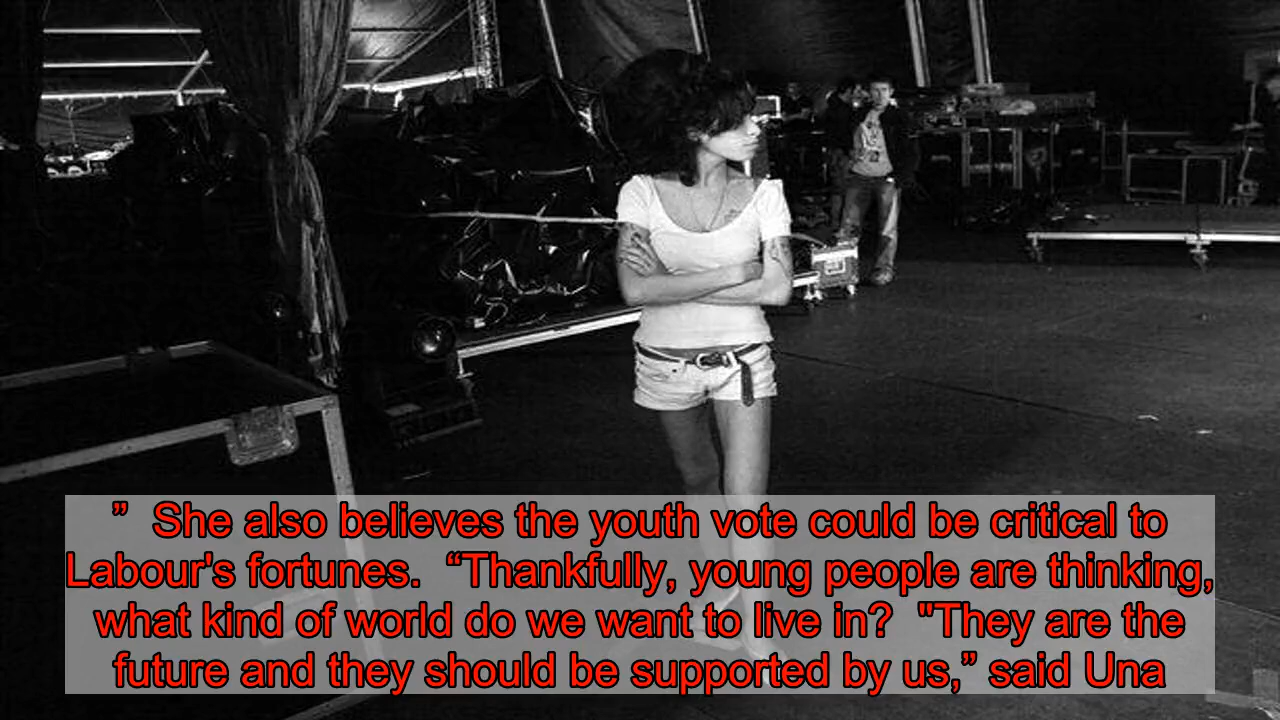 ”  She also believes the youth vote could be critical to
Labour's fortunes.  “Thankfully, young people are thinking,
what kind of world do we want to live in?  "They are the
future and they should be supported by us,” said Una